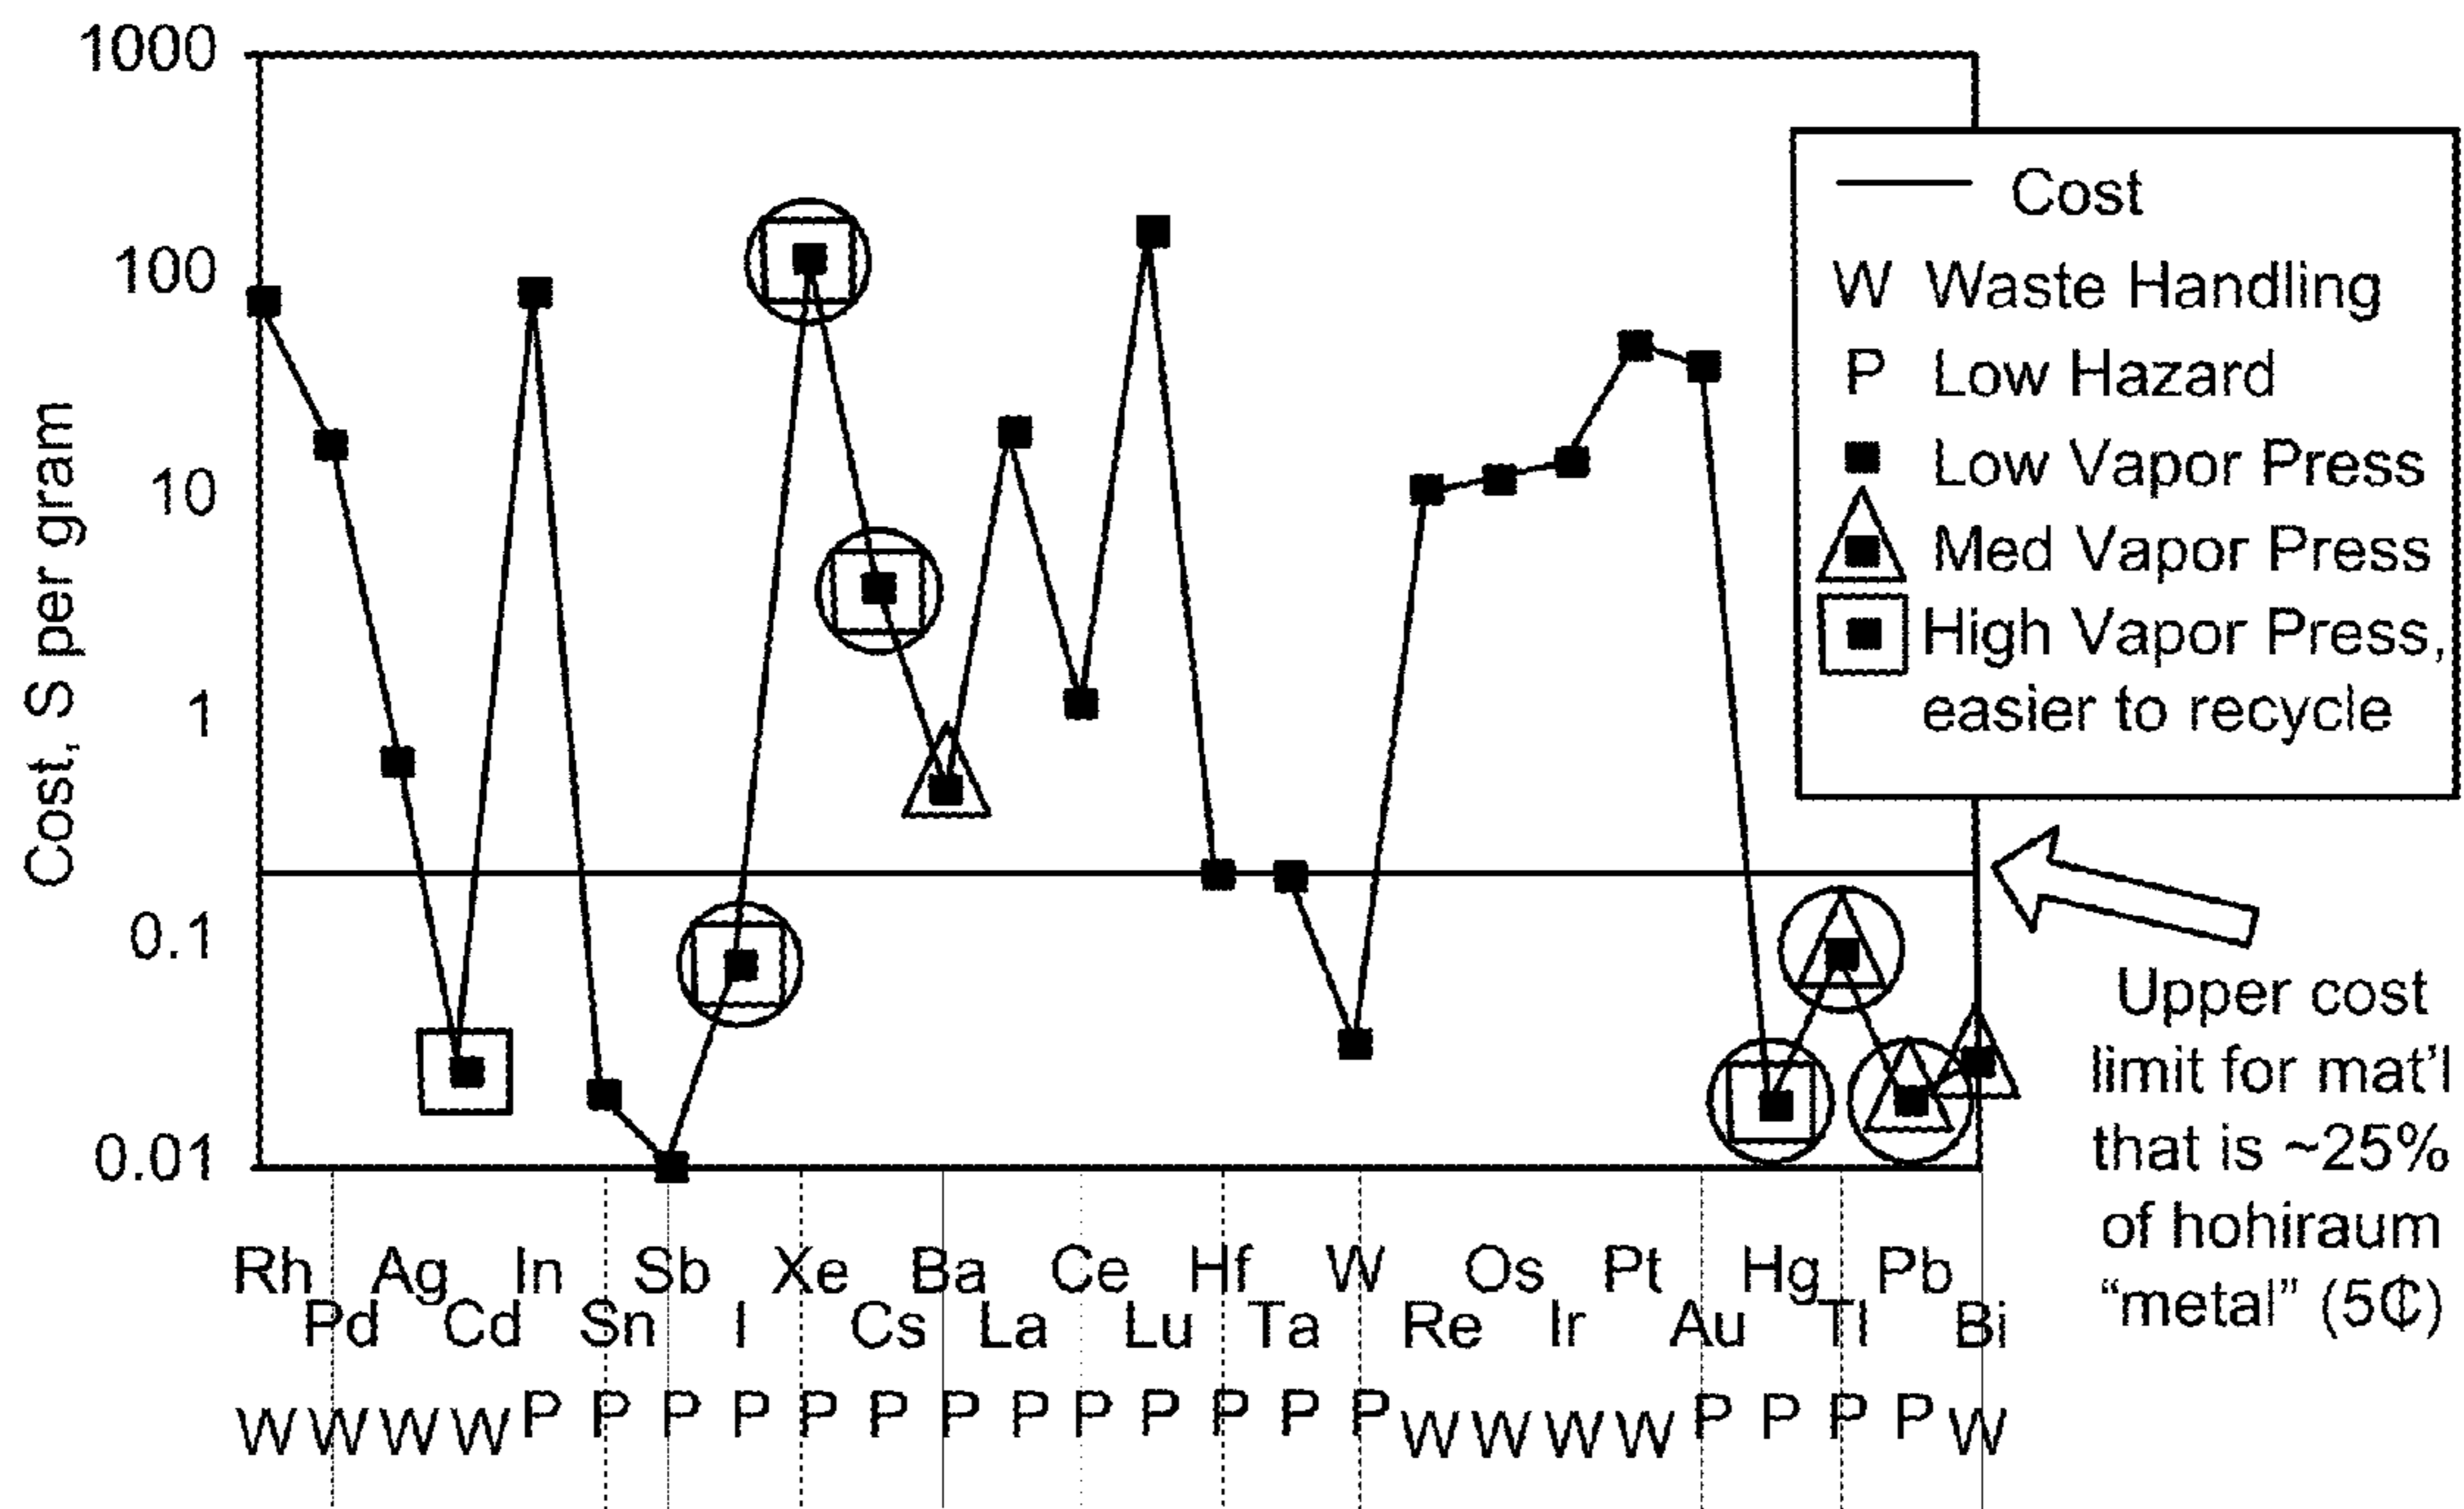 1000
100
10
1
0.1
0.01
Cost, S per gram
Cost
W Waste Handling
P Low Hazard
Low Vapor Press
Med Vapor Press
High Vapor Press,
easier to recycle
Upper cost
limit for mat'l
that is ~25%
of hohiraum
“metal” (5₵)
Rh Ag In Sb Xe Ba Ce Hf W Os Pt Hg Pb
Pd Cd Sn I Cs La Lu Ta Re Ir Au Tl Bi
W W W W P P P P P P P P P P P P P W W W W P P P P W